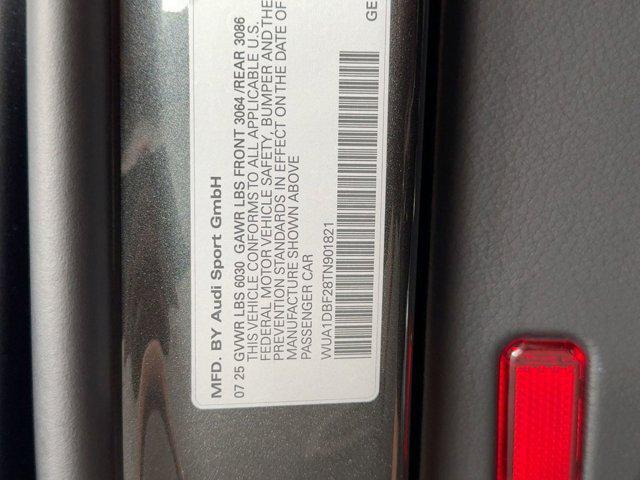 MFD. BY Audi Sport GmbH
GE
07 25 GVWR LBS 6030 GAWR LBS FRONT 3064 /REAR 3086
THIS VEHICLE CONFORMS TO ALL APPLICABLE U.S.
FEDERAL MOTOR VEHICLE SAFETY, BUMPER AND THE
PREVENTION STANDARDS IN EFFECT ON THE DATE OF
MANUFACTURE SHOWN ABOVE
PASSENGER CAR
WUA1DBF28TN901821